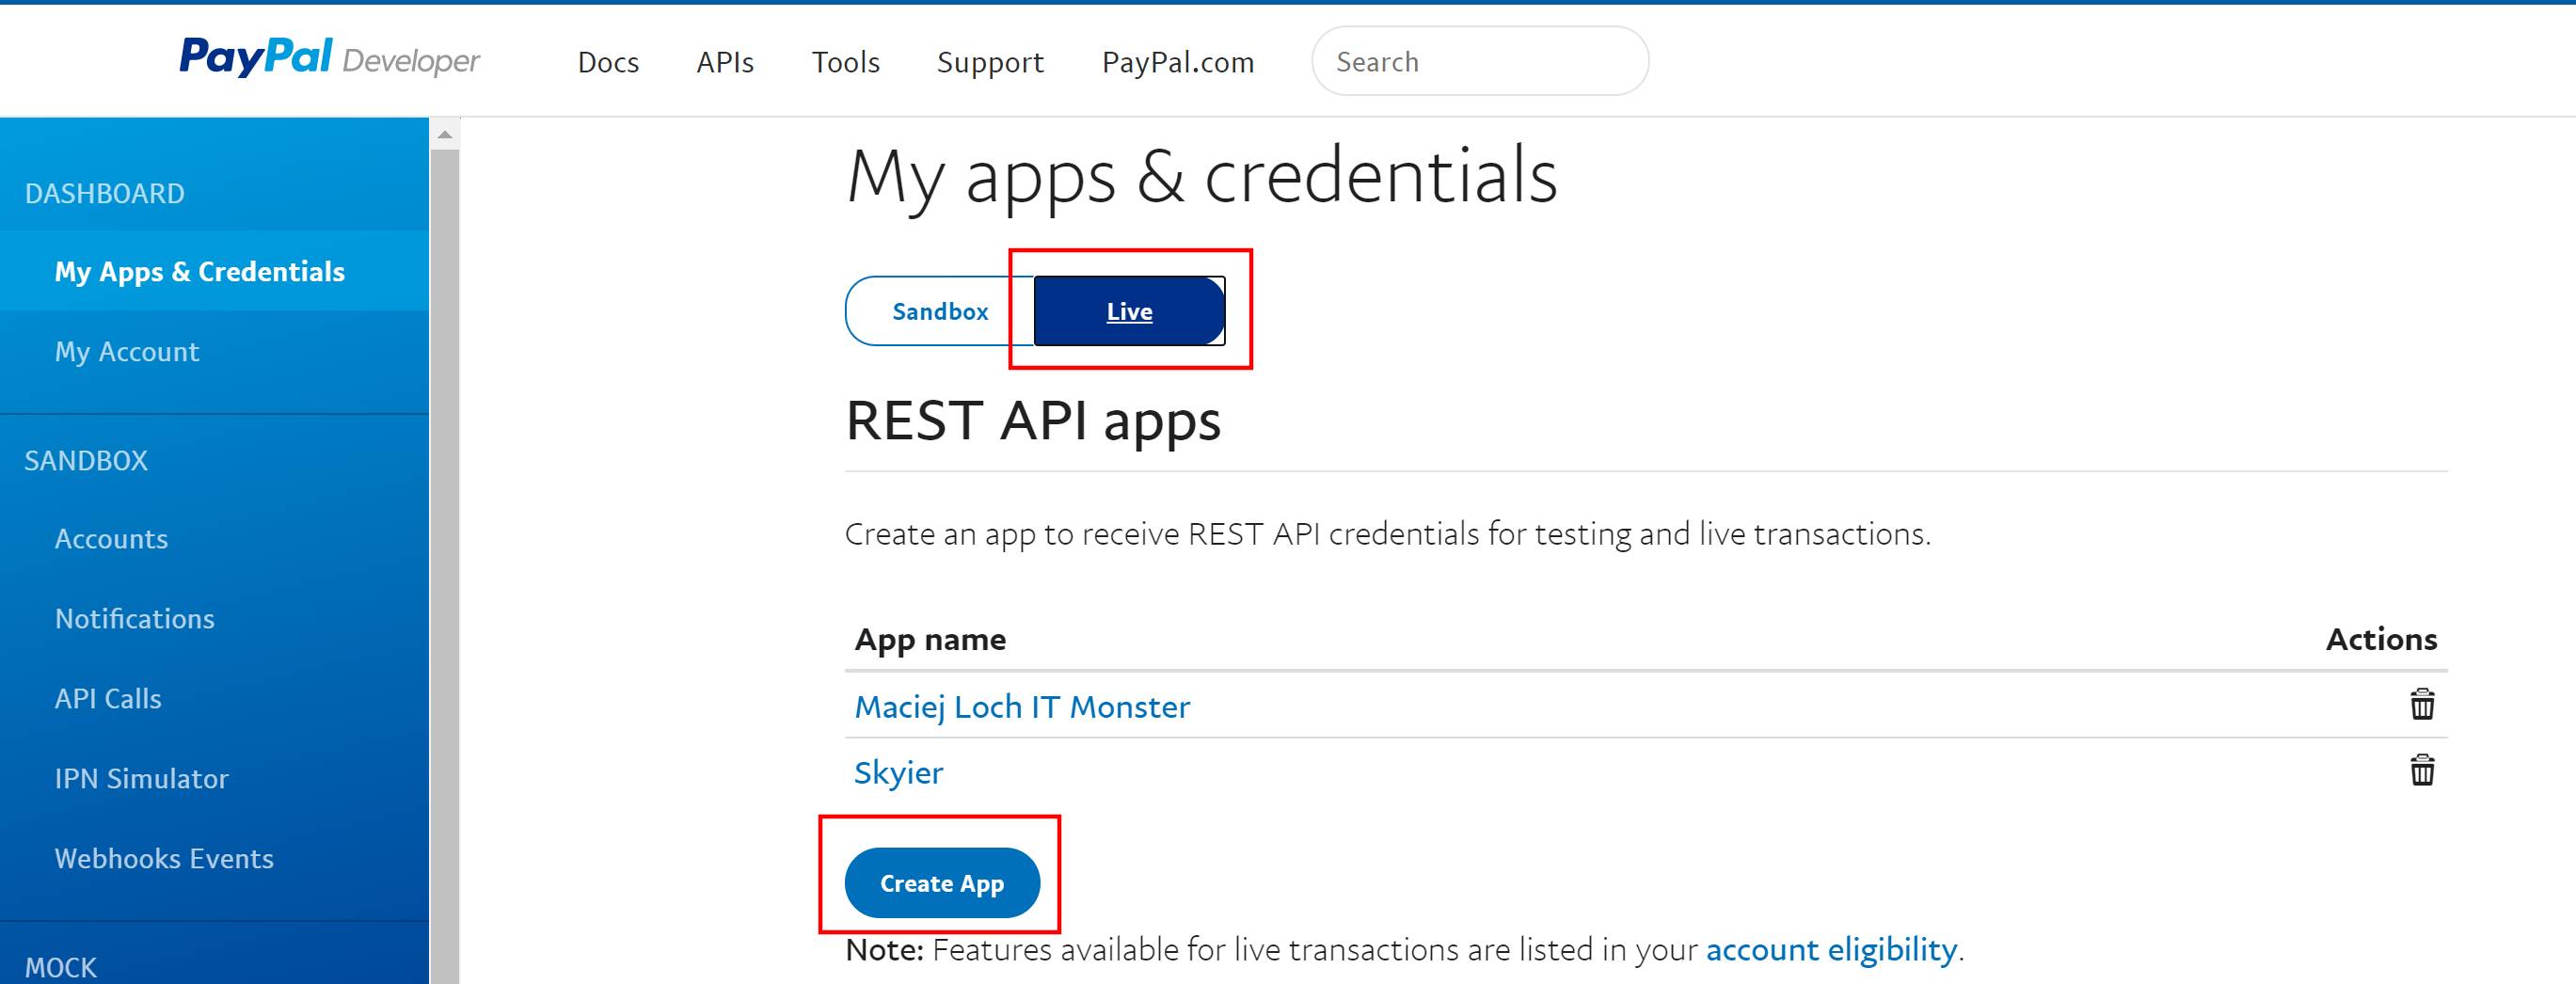 PayPal Developer
Docs APIs Tools Support PayPal.com Search
DASHBOARD
My Apps & Credentials
My Account
SANDBOX
Accounts
Notifications
API Calls
IPN Simulator
Webhooks Events
MOCK
My apps & credentials
Sandbox Live
REST API apps
Create an app to receive REST API credentials for testing and live transactions.
App name Actions
Maciej Loch IT Monster
Skyier
Create App
Note: Features available for live transactions are listed in your account eligibility.